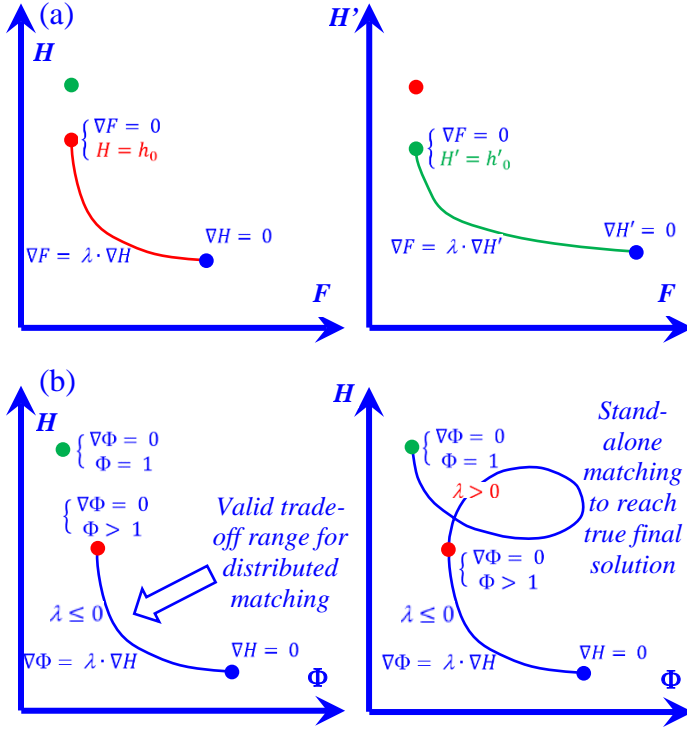 (a)
H
∇F = 0
H = h₀
∇H = 0
∇F = λ · ∇H
F
H’
∇F = 0
H′ = h′₀
∇H′ = 0
∇F = λ · ∇H′
F
(b)
H
∇Φ = 0
Φ = 1
∇Φ = 0
Φ > 1
Valid trade-
off range for
distributed
matching
λ ≤ 0
∇Φ = λ · ∇H
∇H = 0
Φ
H
∇Φ = 0
Φ = 1
λ > 0
Stand-
alone
matching
to reach
true final
solution
∇Φ = 0
Φ > 1
λ ≤ 0
∇Φ = λ · ∇H
∇H = 0
Φ